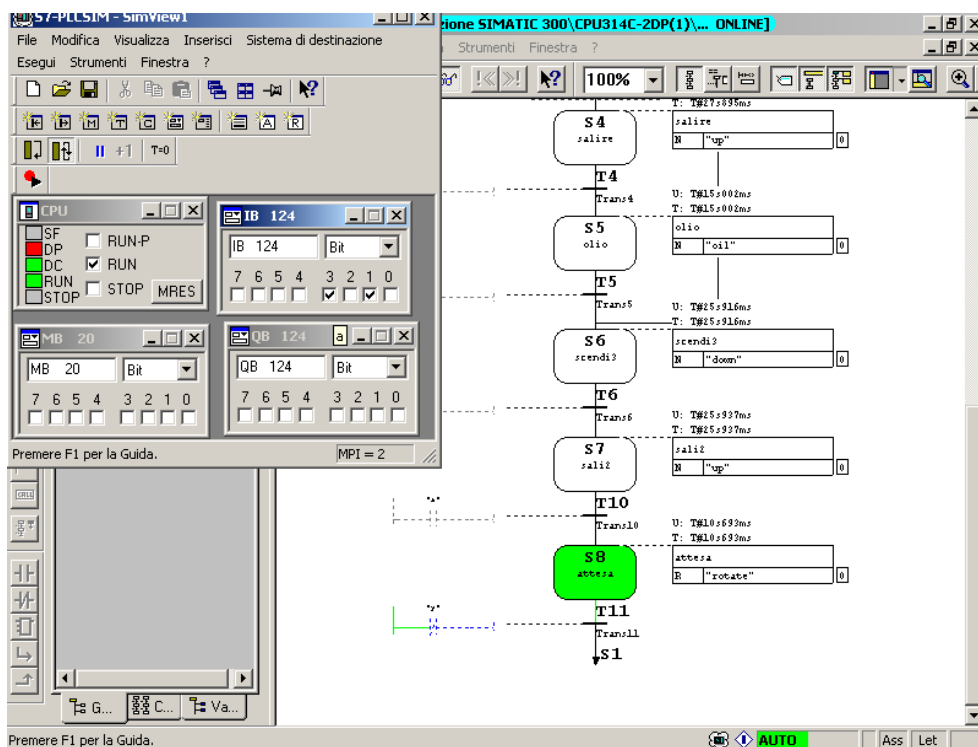 S7-PLCSIM - SimView1
File Modifica Visualizza Inserisci Sistema di destinazione
Esegui Strumenti Finestra ?
+1 T=0
zione SIMATIC 300\CPU314C-2DP(1)\... ONLINE]
Strumenti Finestra ?
!<< >>! 100%
CPU
SF
DP
DC
RUN
STOP
RUN-P
RUN
STOP MRES
IB 124
IB 124 Bit
7 6 5 4 3 2 1 0
MB 20
MB 20 Bit
7 6 5 4 3 2 1 0
QB 124 a
QB 124 Bit
7 6 5 4 3 2 1 0
Premere F1 per la Guida. MPI = 2
T: T#27s895ms
S4
salire
salire
N "up" 0
T4
Trans4
U: T#15s002ms
T: T#15s002ms
S5
olio
olio
N "oil" 0
T5
Trans5
U: T#25s916ms
T: T#25s916ms
S6
scendi3
scendi3
N "down" 0
T6
Trans6
U: T#25s937ms
T: T#25s937ms
S7
sali2
sali2
N "up" 0
T10
Trans10
U: T#10s693ms
T: T#10s693ms
S8
attesa
attesa
R "rotate" 0
T11
Trans11
S1
CALL
G... C... Va...
Premere F1 per la Guida. AUTO Ass Let